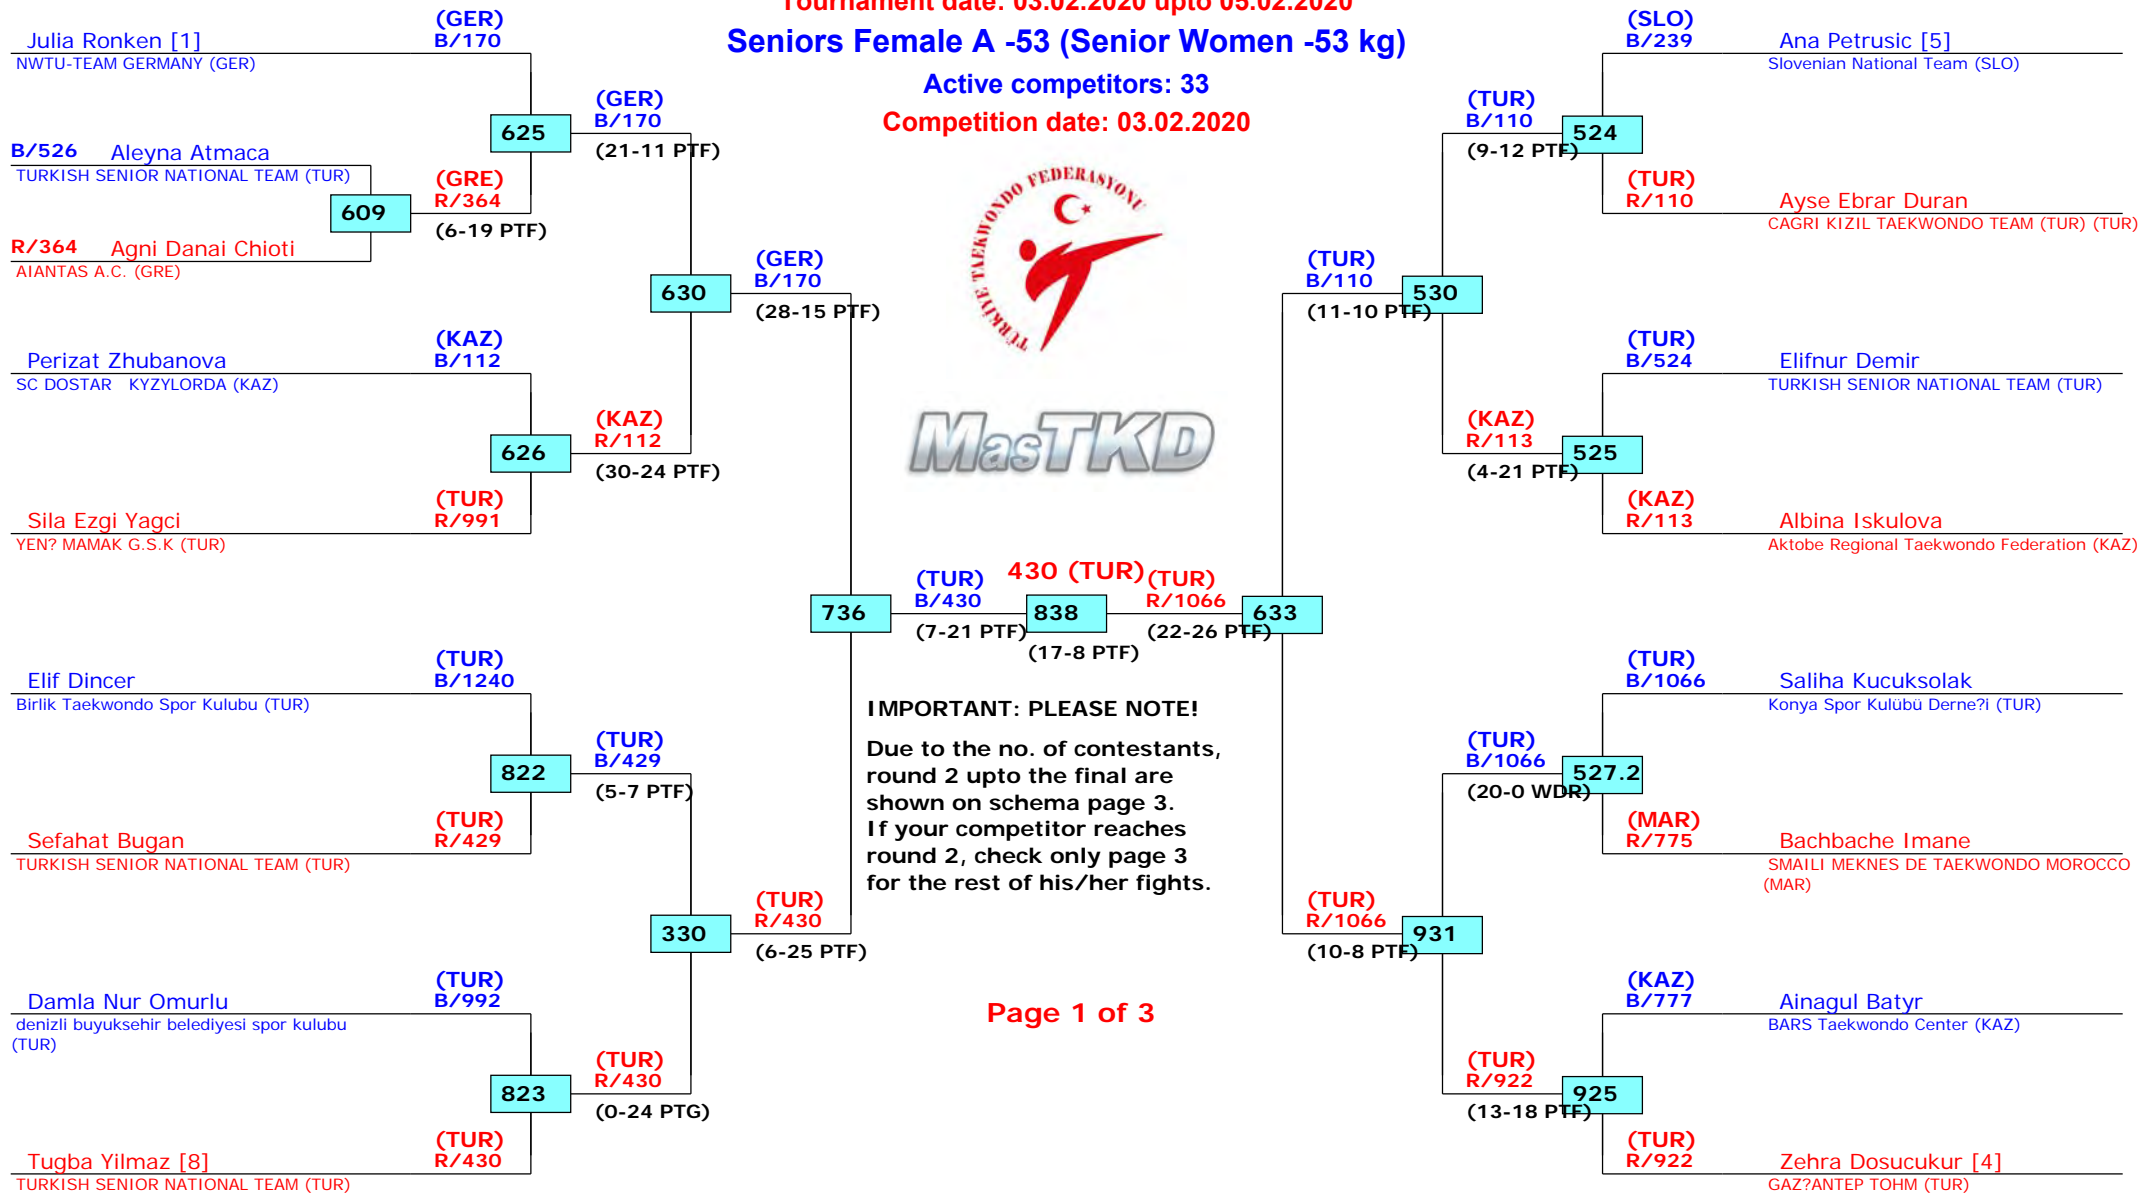 Tournament date: 03.02.2020 upto 05.02.2020
Seniors Female A -53 (Senior Women -53 kg)
Active competitors: 33
Competition date: 03.02.2020
TÜRKİYE TAEKWONDO FEDERASYONU
MasTKD
Julia Ronken [1]
(GER)
B/170
NWTU-TEAM GERMANY (GER)
B/526 Aleyna Atmaca
TURKISH SENIOR NATIONAL TEAM (TUR)
609
R/364 Agni Danai Chioti
AIANTAS A.C. (GRE)
(GRE)
R/364
(6-19 PTF)
625
(GER)
B/170
(21-11 PTF)
Perizat Zhubanova
(KAZ)
B/112
SC DOSTAR KYZYLORDA (KAZ)
626
(KAZ)
R/112
(30-24 PTF)
Sila Ezgi Yagci
(TUR)
R/991
YEN? MAMAK G.S.K (TUR)
630
(GER)
B/170
(28-15 PTF)
Elif Dincer
(TUR)
B/1240
Birlik Taekwondo Spor Kulubu (TUR)
822
(TUR)
B/429
(5-7 PTF)
Sefahat Bugan
(TUR)
R/429
TURKISH SENIOR NATIONAL TEAM (TUR)
330
(TUR)
R/430
(6-25 PTF)
Damla Nur Omurlu
(TUR)
B/992
denizli buyuksehir belediyesi spor kulubu
(TUR)
823
(TUR)
R/430
(0-24 PTG)
Tugba Yilmaz [8]
(TUR)
R/430
TURKISH SENIOR NATIONAL TEAM (TUR)
736
(TUR)
B/430
(7-21 PTF)
430 (TUR)
838
(17-8 PTF)
(TUR)
R/1066
(22-26 PTF)
633
IMPORTANT: PLEASE NOTE!
Due to the no. of contestants,
round 2 upto the final are
shown on schema page 3.
If your competitor reaches
round 2, check only page 3
for the rest of his/her fights.
Page 1 of 3
(SLO)
B/239
Ana Petrusic [5]
Slovenian National Team (SLO)
(TUR)
B/110
(9-12 PTF)
524
(TUR)
R/110
Ayse Ebrar Duran
CAGRI KIZIL TAEKWONDO TEAM (TUR) (TUR)
(TUR)
B/110
(11-10 PTF)
530
(TUR)
B/524
Elifnur Demir
TURKISH SENIOR NATIONAL TEAM (TUR)
(KAZ)
R/113
(4-21 PTF)
525
(KAZ)
R/113
Albina Iskulova
Aktobe Regional Taekwondo Federation (KAZ)
(TUR)
B/1066
Saliha Kucuksolak
Konya Spor Kulübü Derne?i (TUR)
(TUR)
B/1066
(20-0 WDR)
527.2
(MAR)
R/775
Bachbache Imane
SMAILI MEKNES DE TAEKWONDO MOROCCO
(MAR)
(TUR)
R/1066
(10-8 PTF)
931
(KAZ)
B/777
Ainagul Batyr
BARS Taekwondo Center (KAZ)
(TUR)
R/922
(13-18 PTF)
925
(TUR)
R/922
Zehra Dosucukur [4]
GAZ?ANTEP TOHM (TUR)